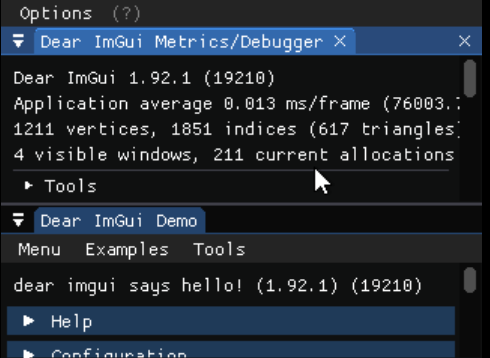 Options (?)
Dear ImGui Metrics/Debugger
Dear ImGui 1.92.1 (19210)
Application average 0.013 ms/frame (76003.
1211 vertices, 1851 indices (617 triangles
4 visible windows, 211 current allocations
Tools
Dear ImGui Demo
Menu Examples Tools
dear imgui says hello! (1.92.1) (19210)
Help
Configuration